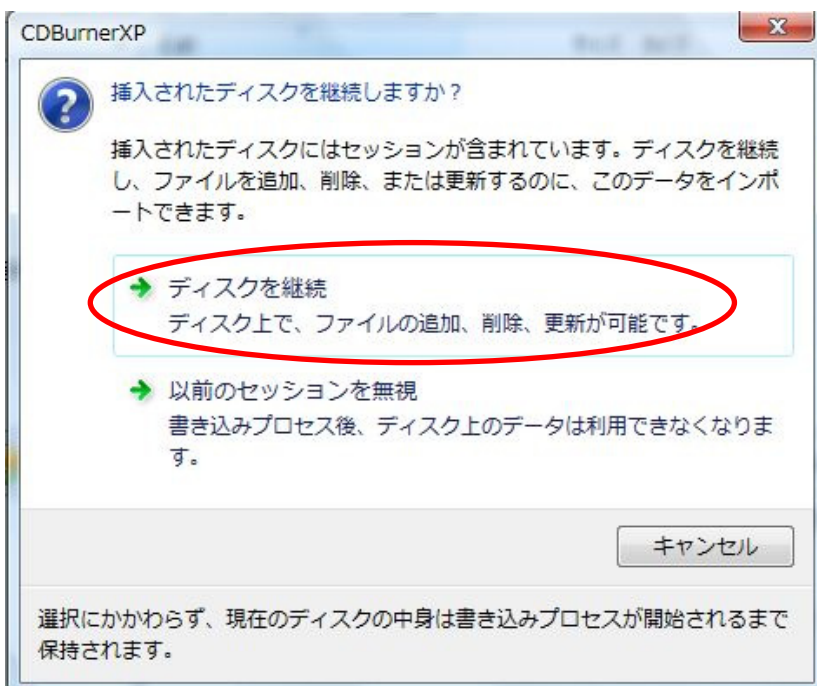 CDBurnerXP
挿入されたディスクを継続しますか？
挿入されたディスクにはセッションが含まれています。ディスクを継続
し、ファイルを追加、削除、または更新するのに、このデータをインポ
ートできます。
ディスクを継続
ディスク上で、ファイルの追加、削除、更新が可能です。
以前のセッションを無視
書き込みプロセス後、ディスク上のデータは利用できなくなりま
す。
キャンセル
選択にかかわらず、現在のディスクの中身は書き込みプロセスが開始されるまで
保持されます。